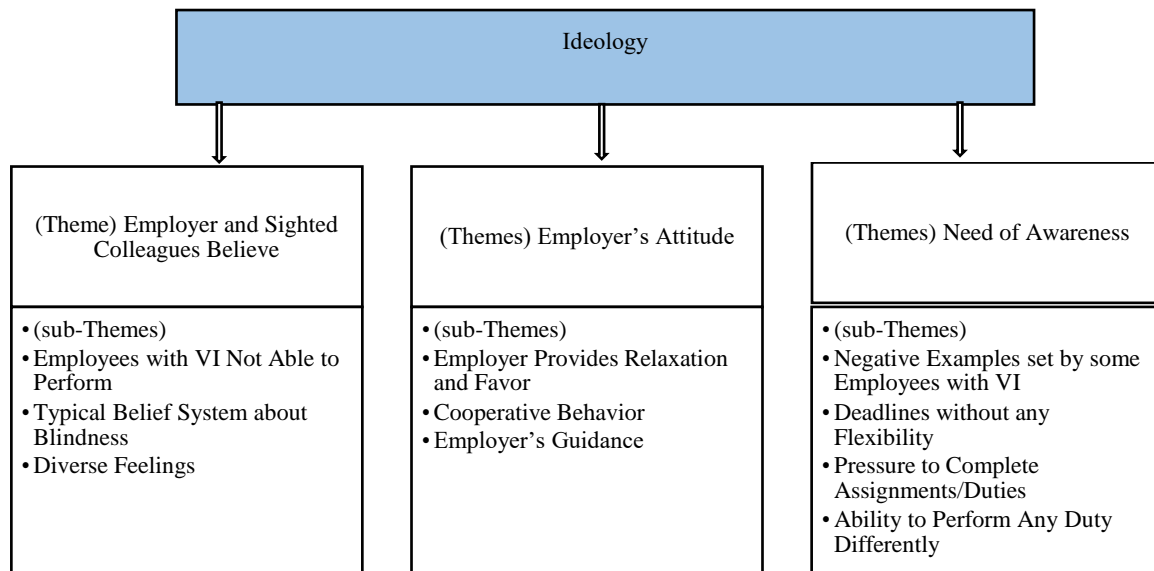 Ideology
(Theme) Employer and Sighted
Colleagues Believe
• (sub-Themes)
• Employees with VI Not Able to
Perform
• Typical Belief System about
Blindness
• Diverse Feelings
(Themes) Employer’s Attitude
• (sub-Themes)
• Employer Provides Relaxation
and Favor
• Cooperative Behavior
• Employer’s Guidance
(Themes) Need of Awareness
• (sub-Themes)
• Negative Examples set by some
Employees with VI
• Deadlines without any
Flexibility
• Pressure to Complete
Assignments/Duties
• Ability to Perform Any Duty
Differently